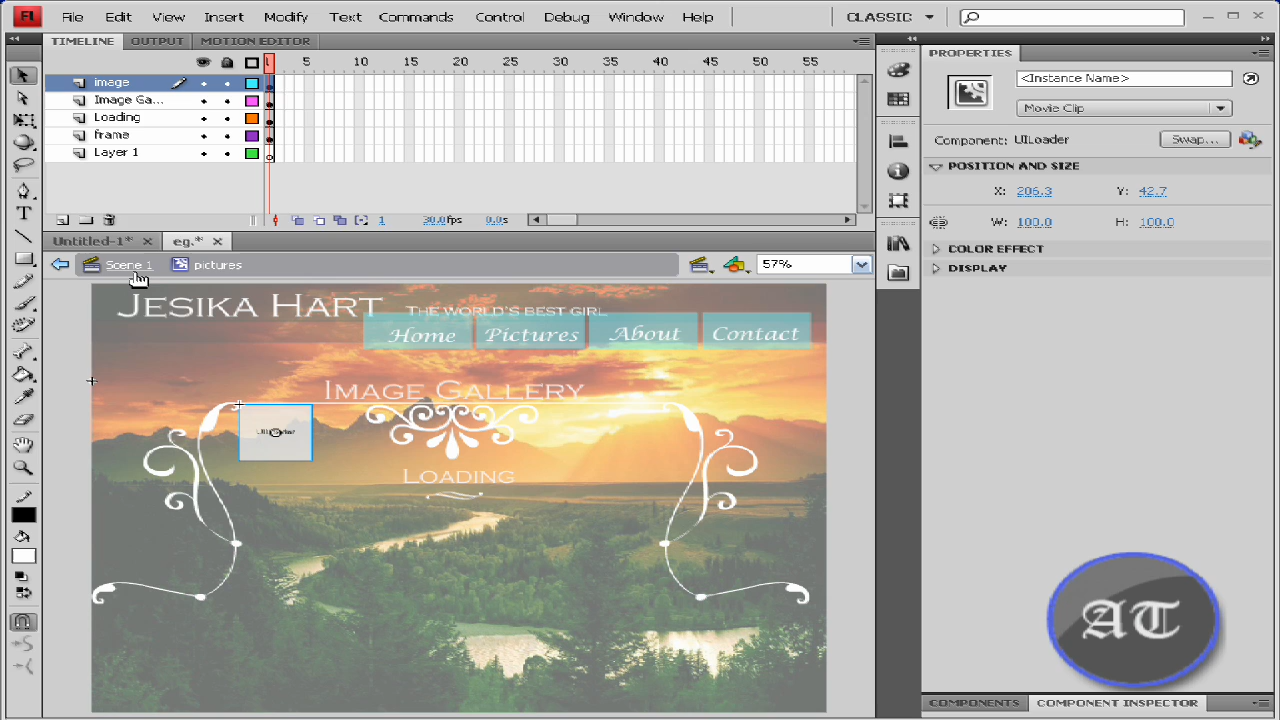 Fl File Edit View Insert Modify Text Commands Control Debug Window Help CLASSIC
TIMELINE OUTPUT MOTION EDITOR
1 5 10 15 20 25 30 35 40 45 50 55
image
Image Ga...
Loading
frame
Layer 1
1 30.0fps 0.0s
Untitled-1* eg.*
Scene 1 pictures 57%
JESIKA HART THE WORLD'S BEST GIRL
Home Pictures About Contact
IMAGE GALLERY
LOADING
PROPERTIES
<Instance Name>
Movie Clip
Component: UILoader Swap...
POSITION AND SIZE
X: 206.3 Y: 42.7
W: 100.0 H: 100.0
COLOR EFFECT
DISPLAY
AT
COMPONENTS COMPONENT INSPECTOR